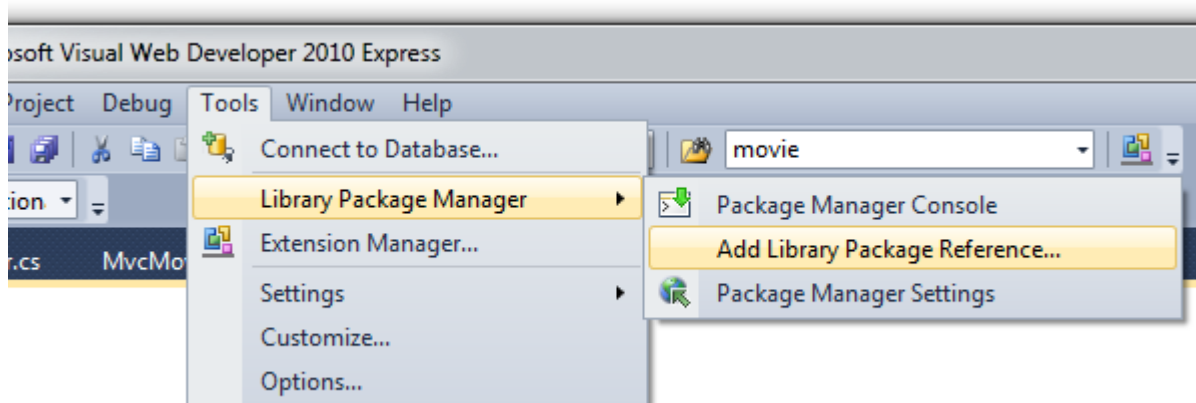 osoft Visual Web Developer 2010 Express
Project Debug Tools Window Help
Connect to Database... movie
Library Package Manager
Package Manager Console
Extension Manager...
Add Library Package Reference...
r.cs MvcMo
Settings
Package Manager Settings
Customize...
Options...